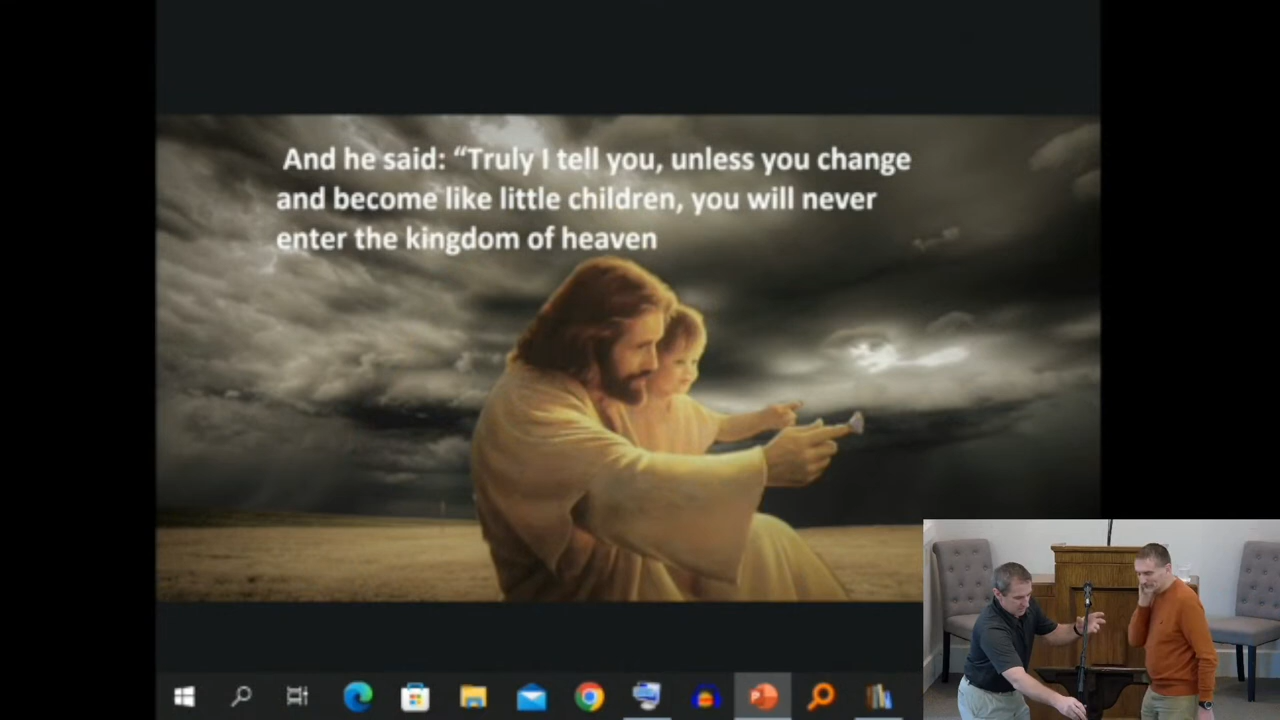 And he said: “Truly I tell you, unless you change
and become like little children, you will never
enter the kingdom of heaven